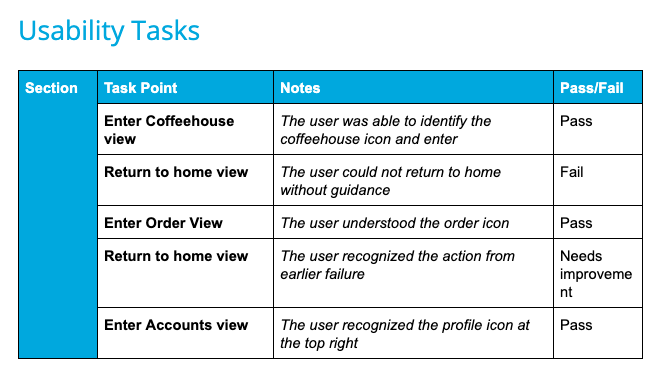 Usability Tasks
Section Task Point Notes Pass/Fail
Enter Coffeehouse
view
The user was able to identify the
coffeehouse icon and enter
Pass
Return to home view
The user could not return to home
without guidance
Fail
Enter Order View
The user understood the order icon
Pass
Return to home view
The user recognized the action from
earlier failure
Needs
improveme
nt
Enter Accounts view
The user recognized the profile icon at
the top right
Pass